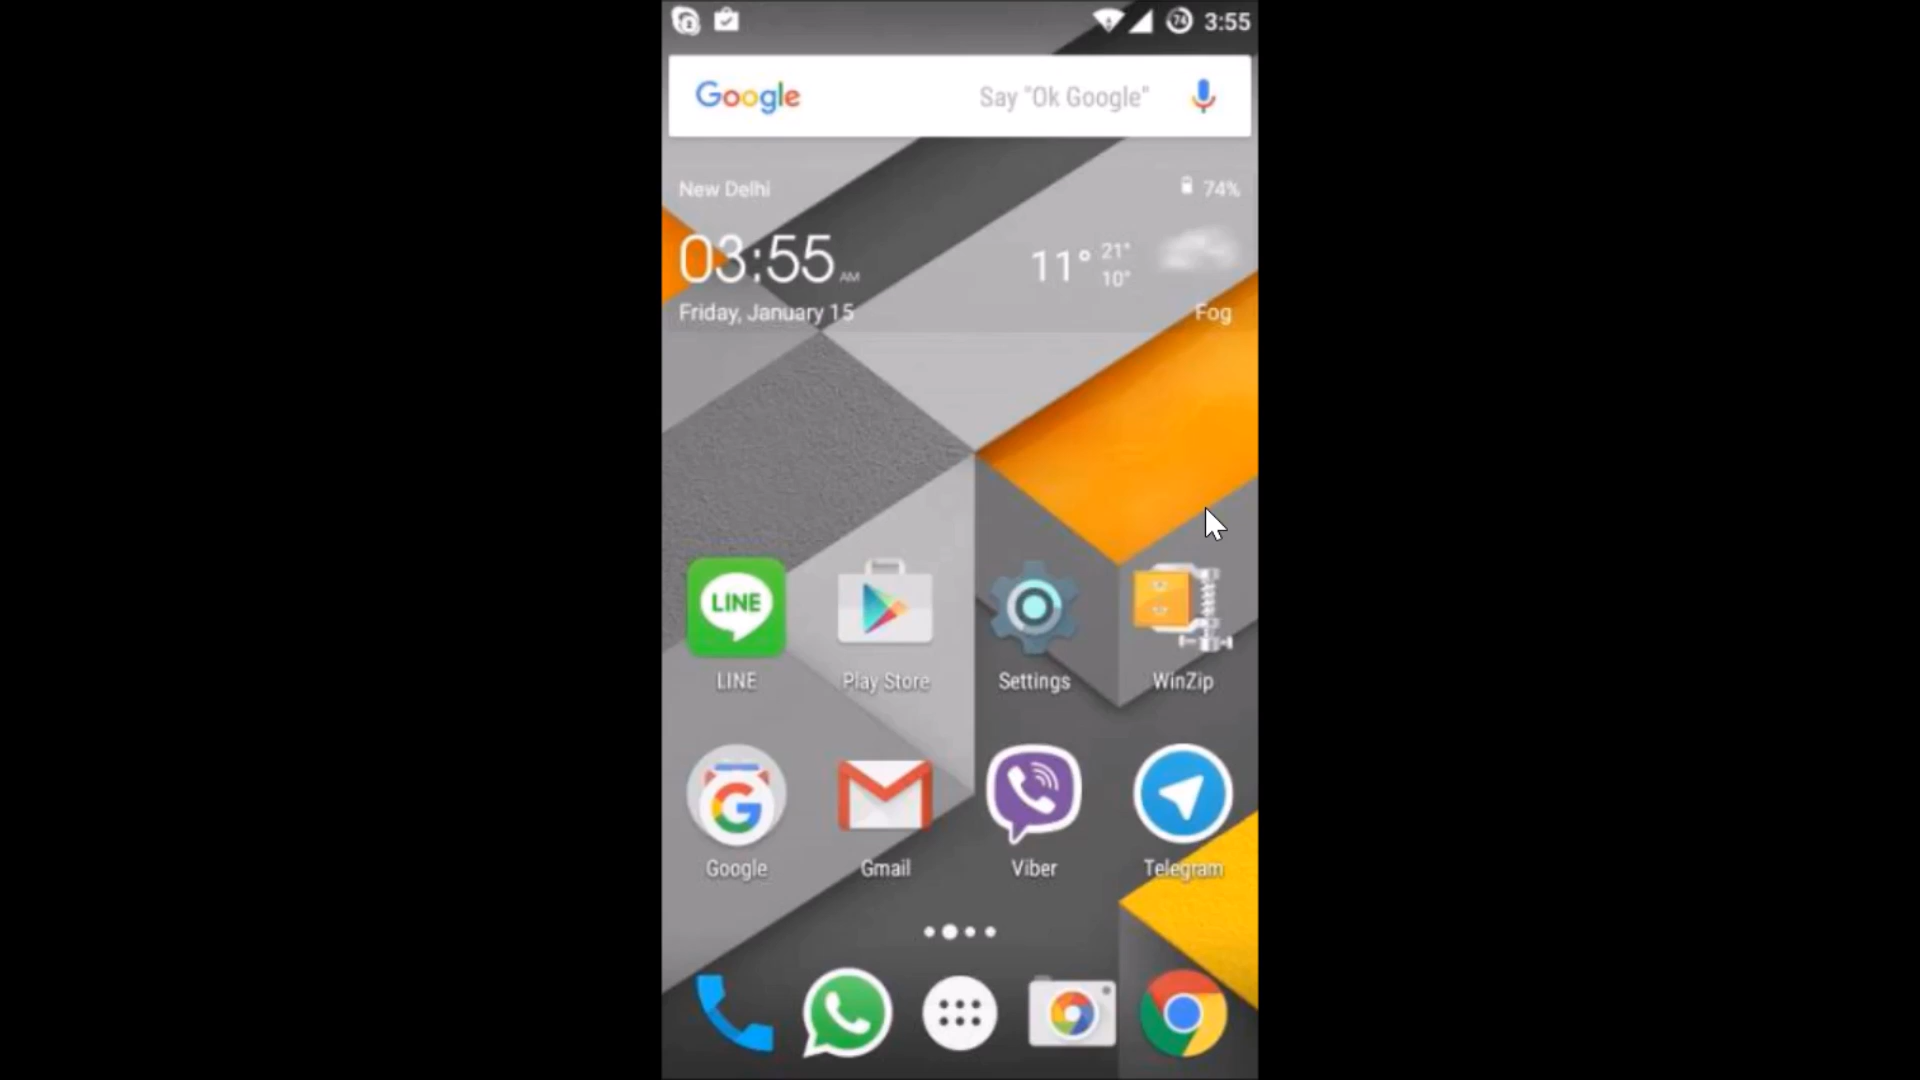 74 3:55
Google Say "Ok Google"
New Delhi 74%
03:55 AM 11° 21° 10°
Friday, January 15 Fog
LINE
LINE Play Store Settings WinZip
G
Google Gmail Viber Telegram